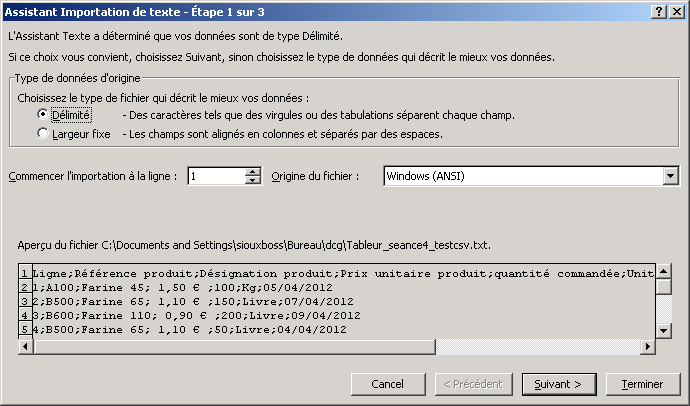 Assistant Importation de texte - Étape 1 sur 3
L'Assistant Texte a déterminé que vos données sont de type Délimité.
Si ce choix vous convient, choisissez Suivant, sinon choisissez le type de données qui décrit le mieux vos données.
Type de données d'origine
Choisissez le type de fichier qui décrit le mieux vos données :
Délimité - Des caractères tels que des virgules ou des tabulations séparent chaque champ.
Largeur fixe - Les champs sont alignés en colonnes et séparés par des espaces.
Commencer l'importation à la ligne : 1 Origine du fichier : Windows (ANSI)
Aperçu du fichier C:\Documents and Settings\siouxboss\Bureau\dcg\Tableur_seance4_testcsv.txt.
1 Ligne;Référence produit;Désignation produit;Prix unitaire produit;quantité commandée;Unit
2 1;A100;Farine 45; 1,50 € ;100;Kg;05/04/2012
3 2;B500;Farine 65; 1,10 € ;150;Livre;07/04/2012
4 3;B600;Farine 110; 0,90 € ;200;Livre;09/04/2012
5 4;B500;Farine 65; 1,10 € ;50;Livre;04/04/2012
Cancel < Précédent Suivant > Terminer